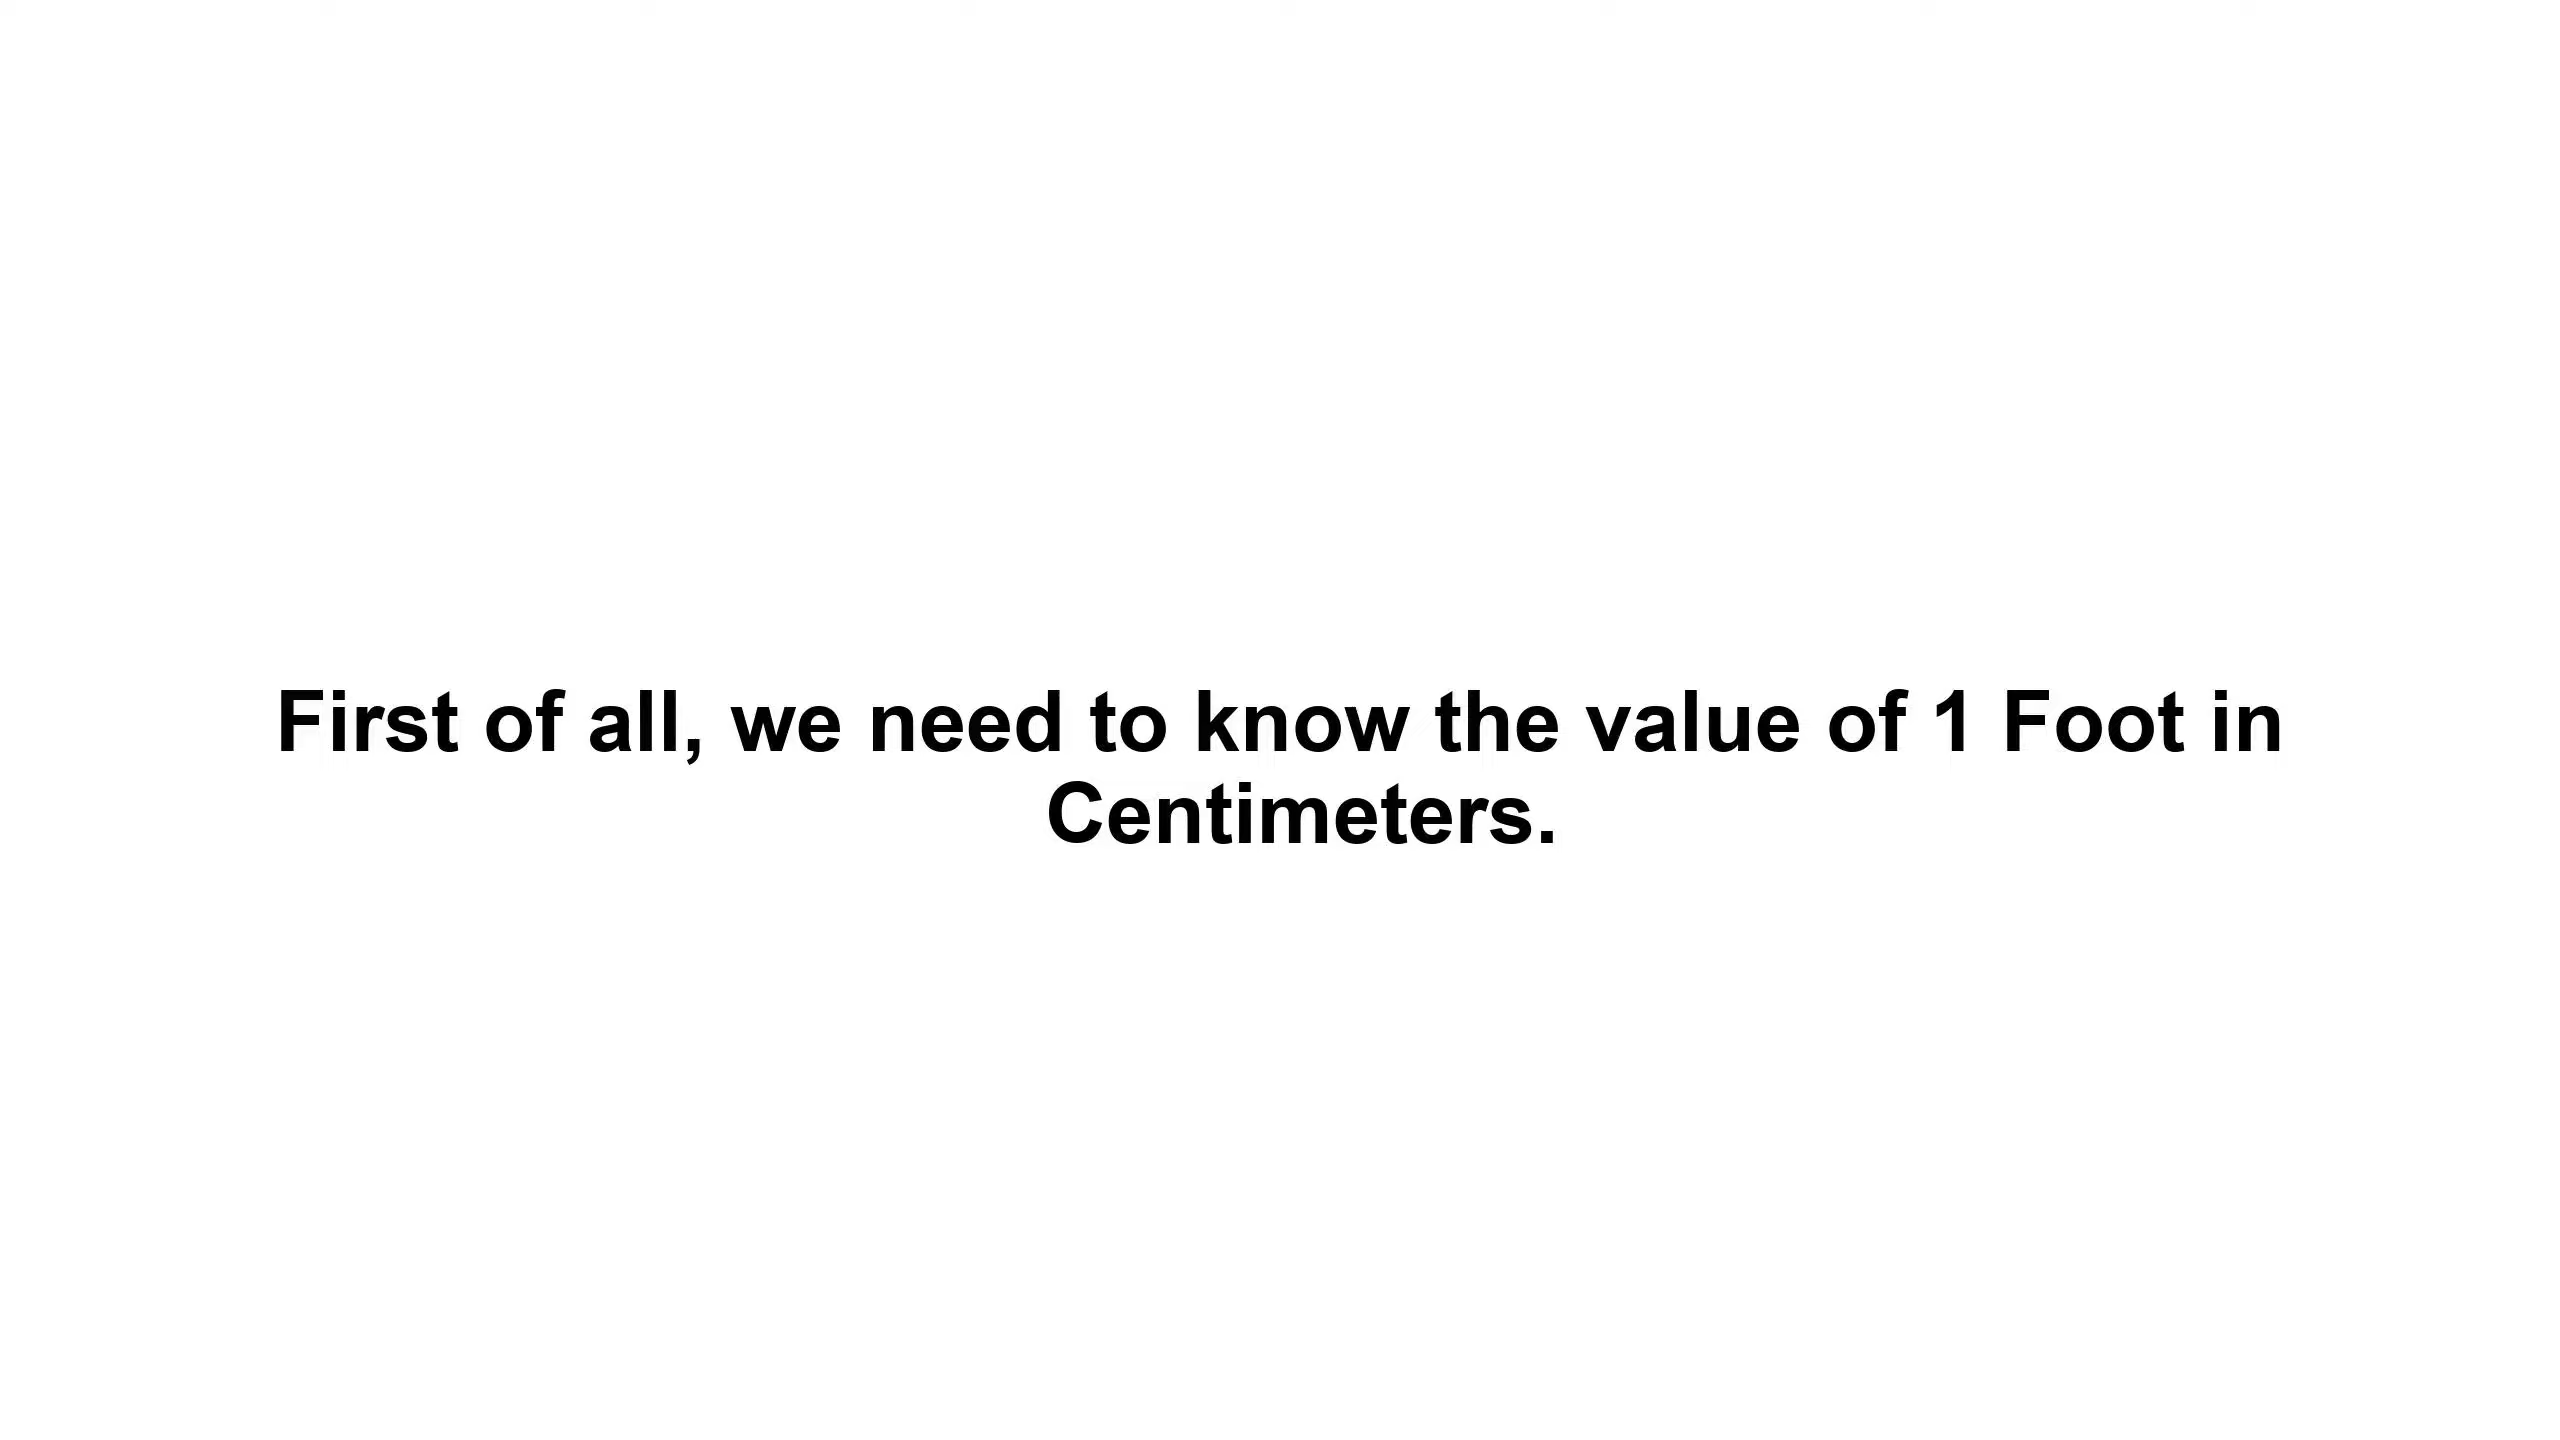 First of all, we need to know the value of 1 Foot in
Centimeters.